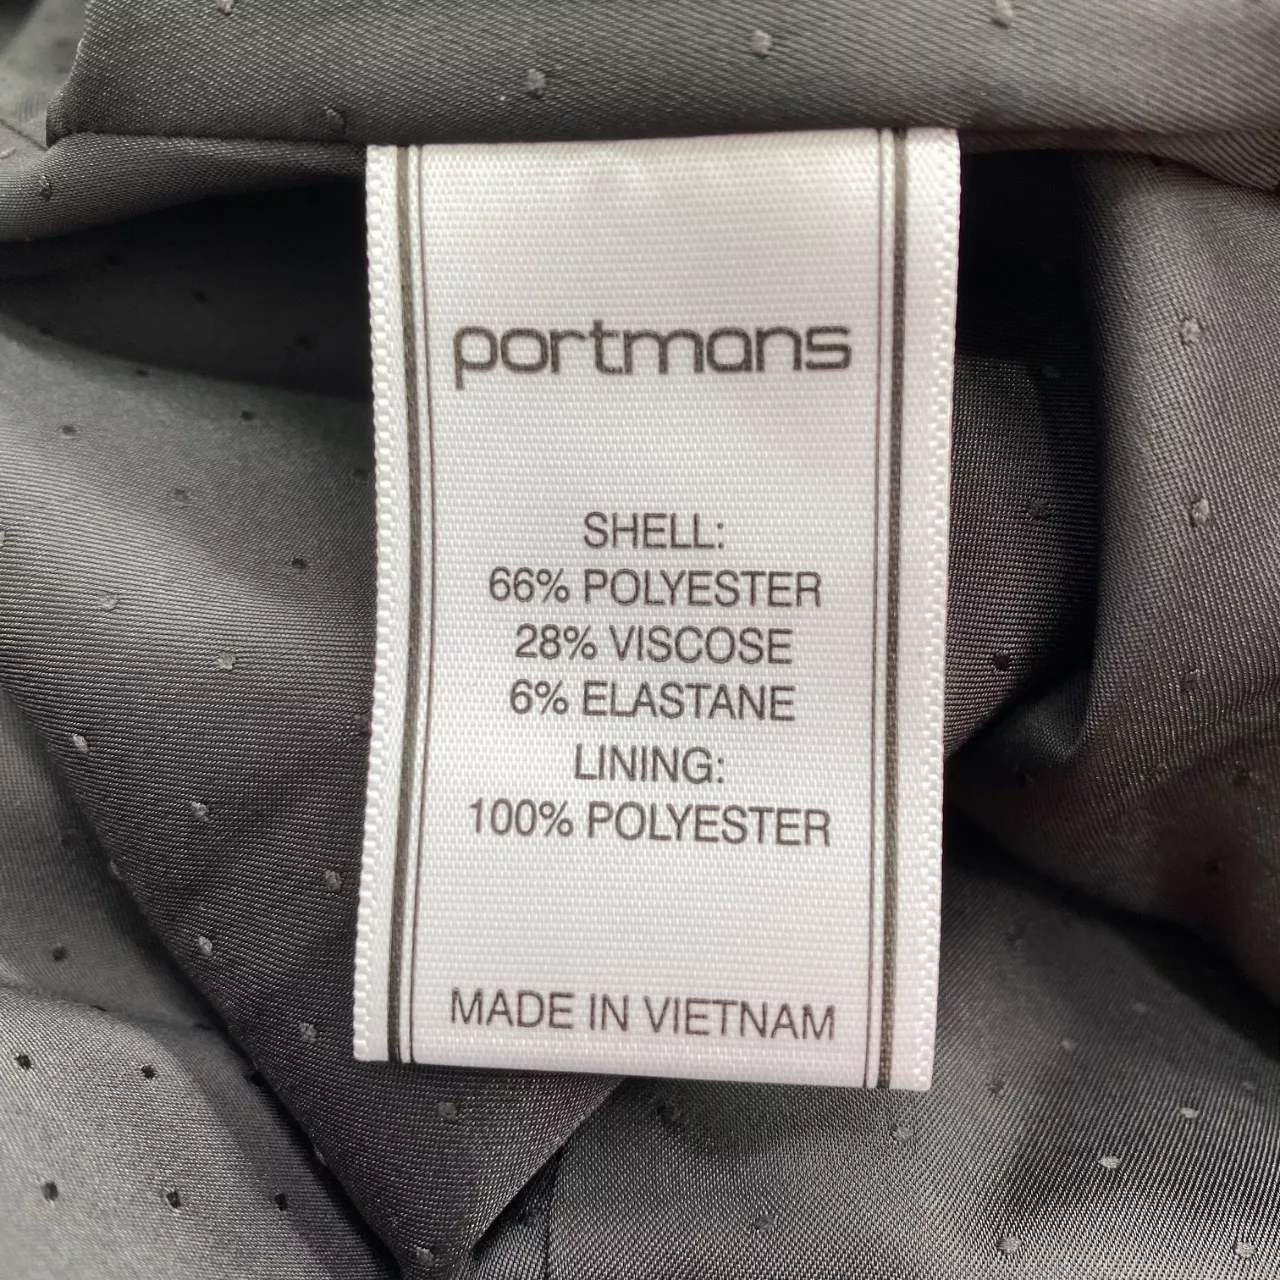 portmans
SHELL:
66% POLYESTER
28% VISCOSE
6% ELASTANE
LINING:
100% POLYESTER
MADE IN VIETNAM